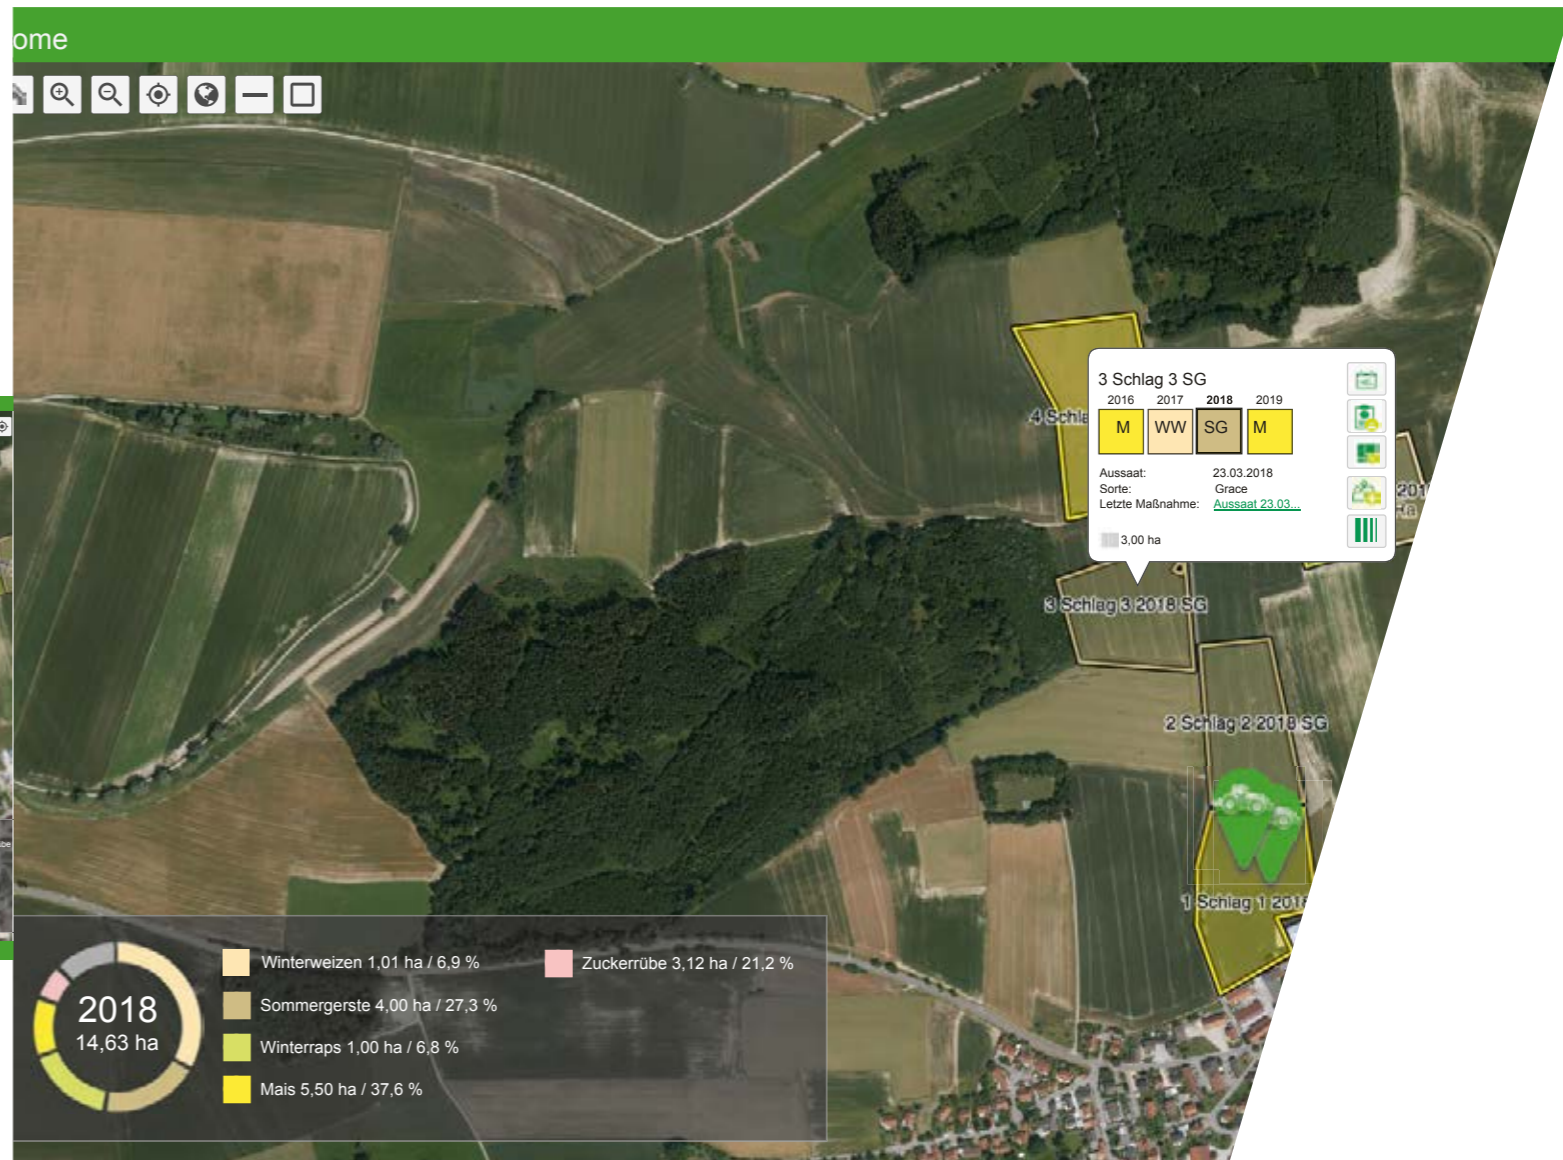 ome
3 Schlag 3 SG
2016 2017 2018 2019
M WW SG M
Aussaat: 23.03.2018
Sorte: Grace
Letzte Maßnahme: Aussaat 23.03...
3,00 ha
4 Schla
201
3 Schlag 3 2018 SG
2 Schlag 2 2018 SG
1 Schlag 1 201
2018
14,63 ha
Winterweizen 1,01 ha / 6,9 %
Sommergerste 4,00 ha / 27,3 %
Winterraps 1,00 ha / 6,8 %
Mais 5,50 ha / 37,6 %
Zuckerrübe 3,12 ha / 21,2 %